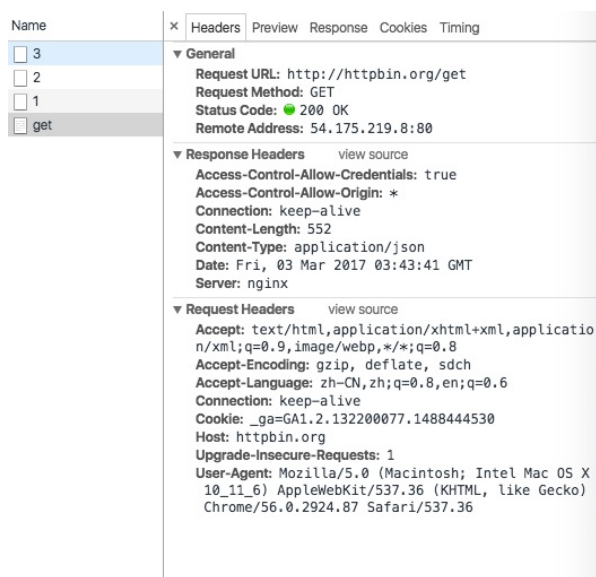 Name
3
2
1
get
× Headers Preview Response Cookies Timing
▼ General
Request URL: http://httpbin.org/get
Request Method: GET
Status Code: 200 OK
Remote Address: 54.175.219.8:80
▼ Response Headers view source
Access-Control-Allow-Credentials: true
Access-Control-Allow-Origin: *
Connection: keep-alive
Content-Length: 552
Content-Type: application/json
Date: Fri, 03 Mar 2017 03:43:41 GMT
Server: nginx
▼ Request Headers view source
Accept: text/html,application/xhtml+xml,applicatio
n/xml;q=0.9,image/webp,*/*;q=0.8
Accept-Encoding: gzip, deflate, sdch
Accept-Language: zh-CN,zh;q=0.8,en;q=0.6
Connection: keep-alive
Cookie: _ga=GA1.2.132200077.1488444530
Host: httpbin.org
Upgrade-Insecure-Requests: 1
User-Agent: Mozilla/5.0 (Macintosh; Intel Mac OS X
10_11_6) AppleWebKit/537.36 (KHTML, like Gecko)
Chrome/56.0.2924.87 Safari/537.36